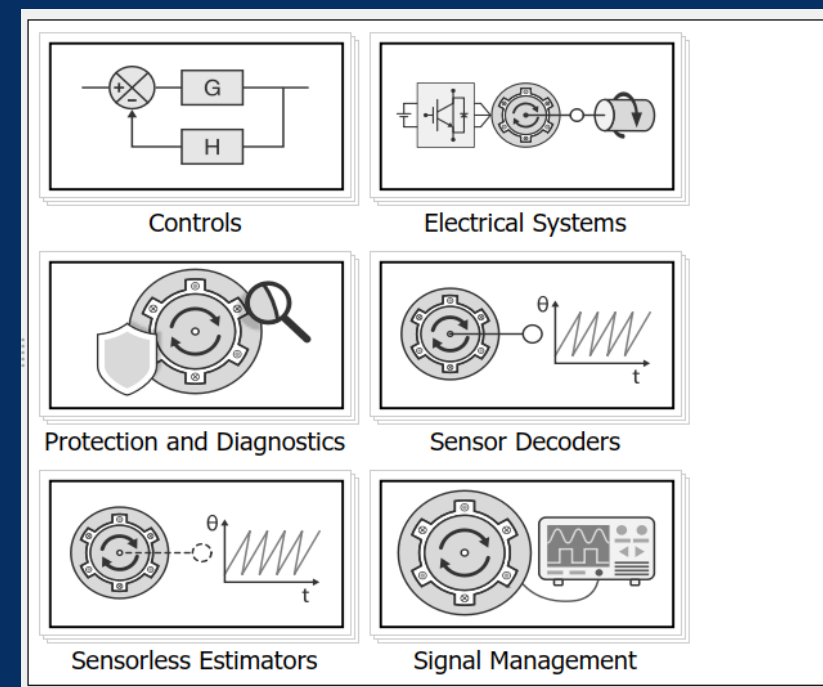 +
−
G
H
Controls
Electrical Systems
Protection and Diagnostics
θ
t
Sensor Decoders
θ
t
Sensorless Estimators
Signal Management